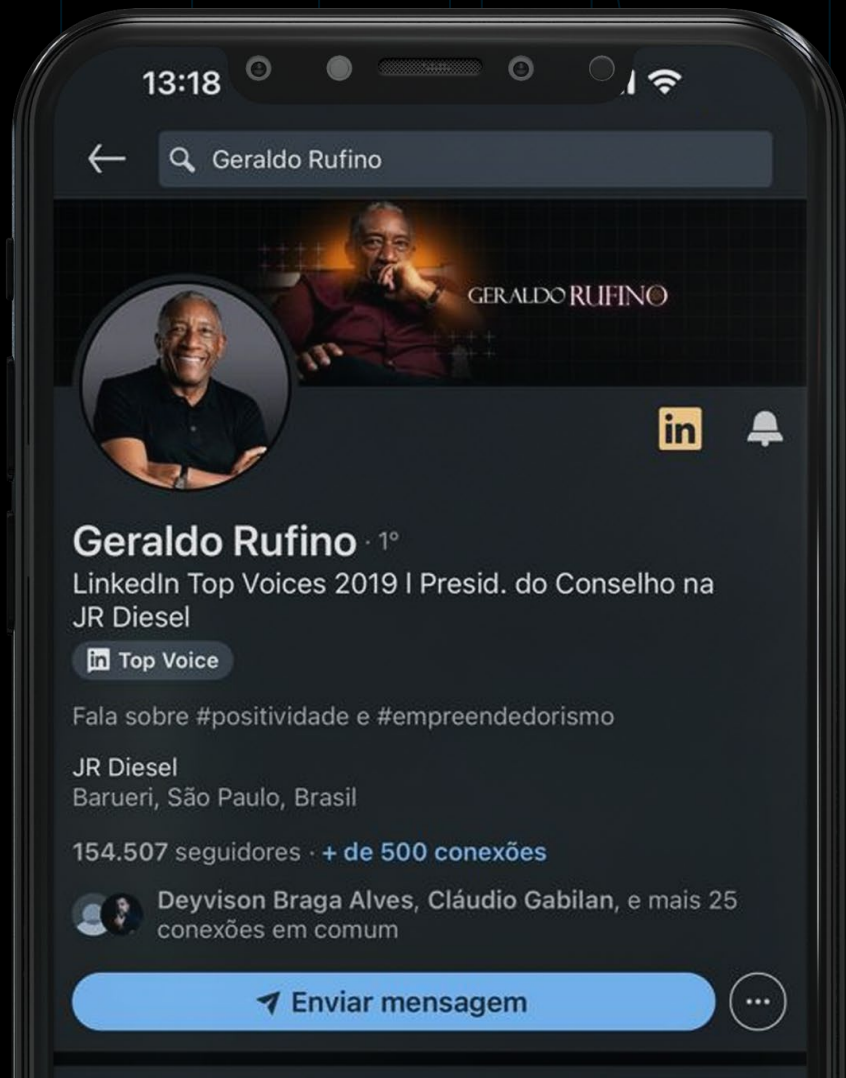 13:18
Geraldo Rufino
GERALDO RUFINO
in
Geraldo Rufino · 1º
LinkedIn Top Voices 2019 | Presid. do Conselho na
JR Diesel
in Top Voice
Fala sobre #positividade e #empreendedorismo
JR Diesel
Barueri, São Paulo, Brasil
154.507 seguidores · + de 500 conexões
Deyvison Braga Alves, Cláudio Gabilan, e mais 25
conexões em comum
Enviar mensagem